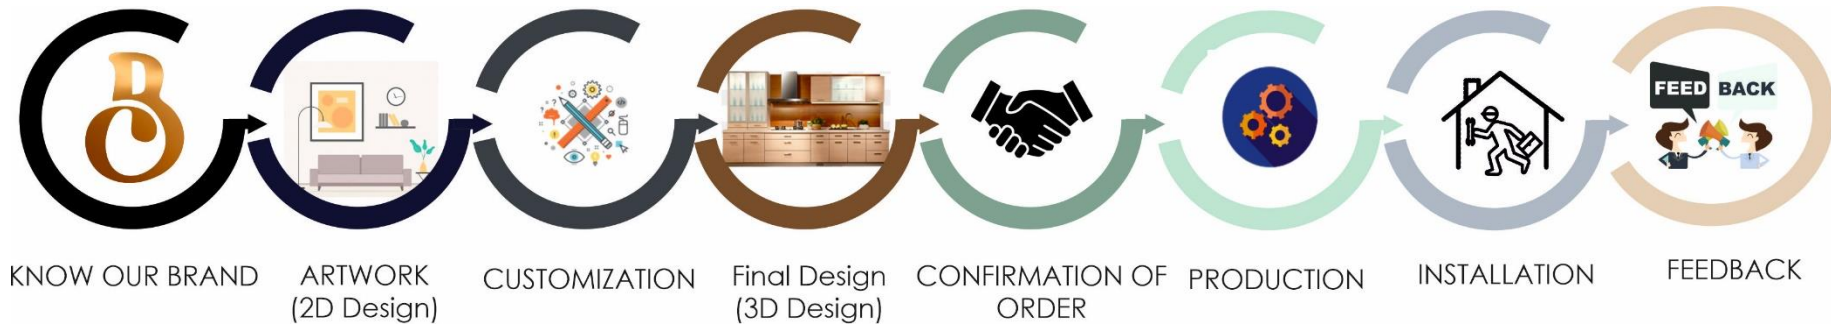 KNOW OUR BRAND
ARTWORK
(2D Design)
CUSTOMIZATION
Final Design
(3D Design)
CONFIRMATION OF
ORDER
PRODUCTION
INSTALLATION
FEED BACK
FEEDBACK